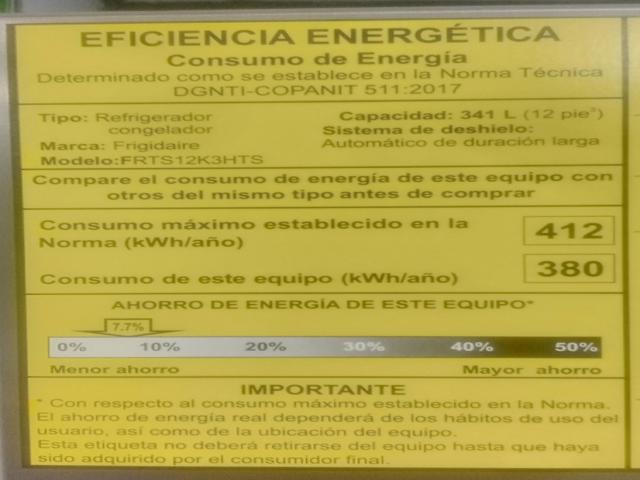 EFICIENCIA ENERGÉTICA
Consumo de Energía
Determinado como se establece en la Norma Técnica
DGNTI-COPANIT 511:2017
Tipo: Refrigerador congelador
Marca: Frigidaire
Modelo:FRTS12K3HTS
Capacidad: 341 L (12 pie³)
Sistema de deshielo:
Automático de duración larga
Compare el consumo de energía de este equipo con
otros del mismo tipo antes de comprar
Consumo máximo establecido en la
Norma (kWh/año)
412
Consumo de este equipo (kWh/año)
380
AHORRO DE ENERGÍA DE ESTE EQUIPO*
7.7%
0% 10% 20% 30% 40% 50%
Menor ahorro Mayor ahorro
IMPORTANTE
* Con respecto al consumo máximo establecido en la Norma.
El ahorro de energía real dependerá de los hábitos de uso del
usuario, así como de la ubicación del equipo.
Esta etiqueta no deberá retirarse del equipo hasta que haya
sido adquirido por el consumidor final.